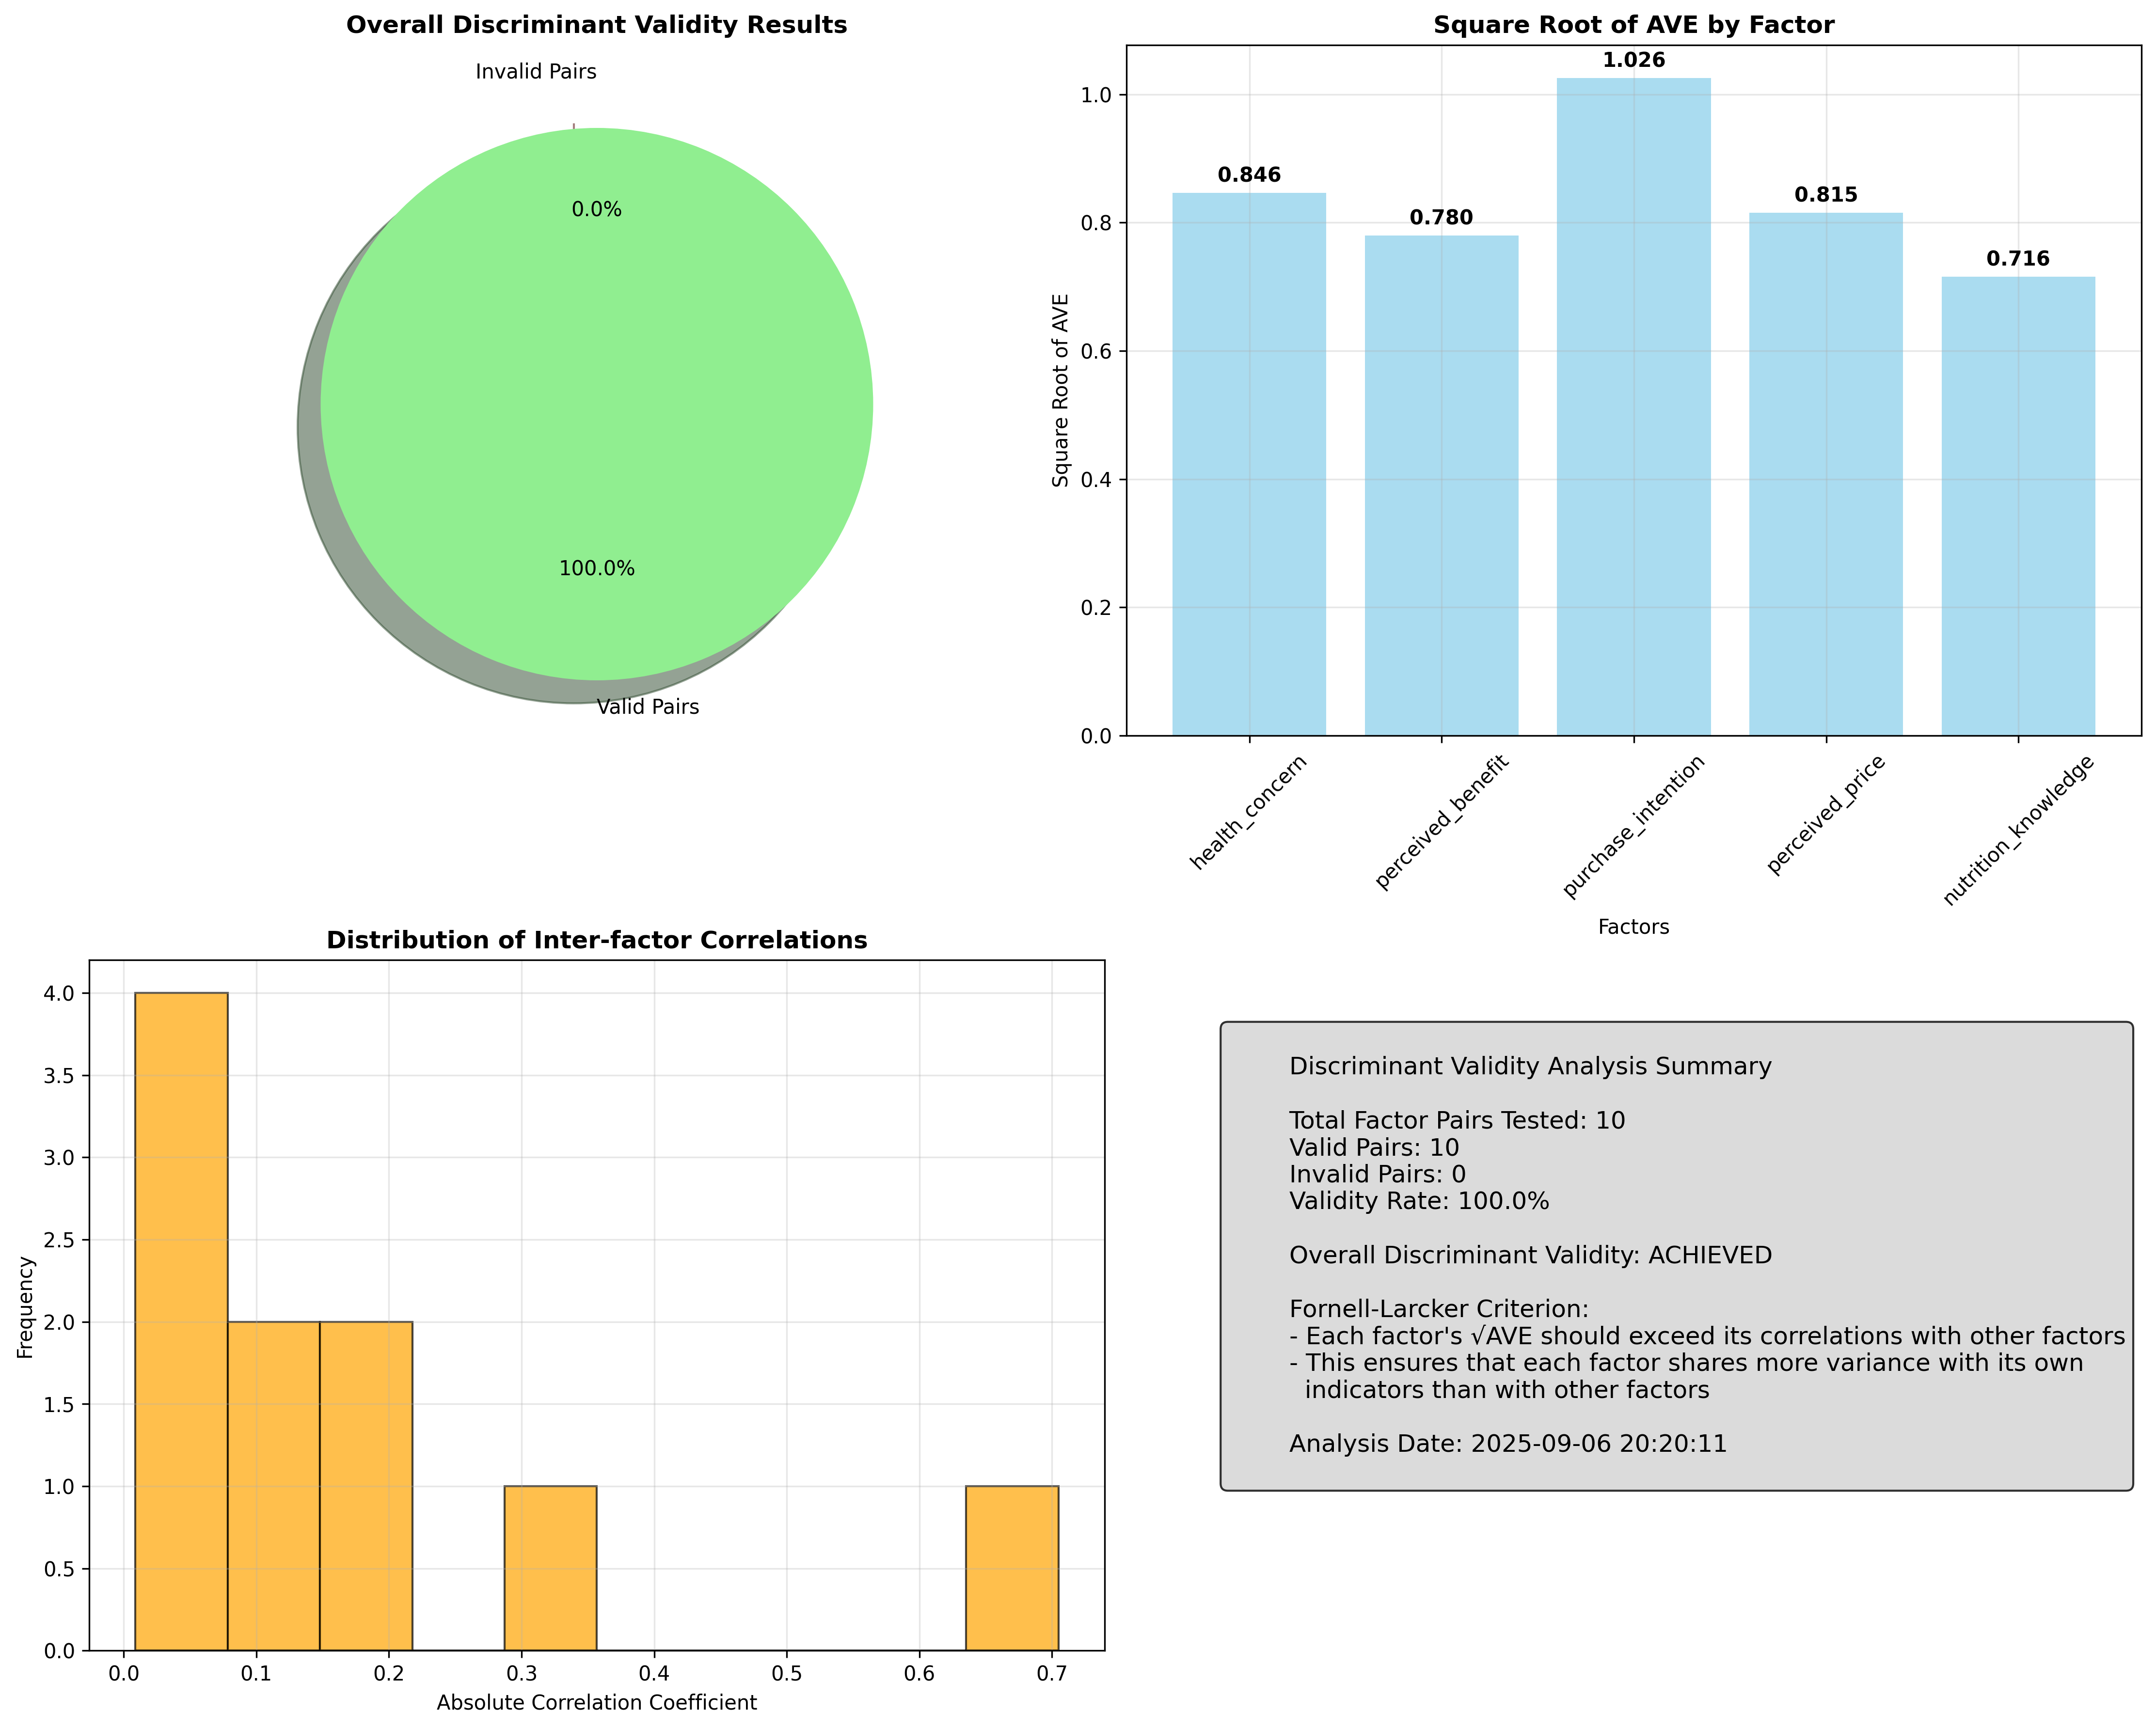 Overall Discriminant Validity Results
Invalid Pairs
0.0%
100.0%
Valid Pairs
Square Root of AVE by Factor
Square Root of AVE
1.0
0.8
0.6
0.4
0.2
0.0
0.846
0.780
1.026
0.815
0.716
health_concern
perceived_benefit
purchase_intention
perceived_price
nutrition_knowledge
Factors
Distribution of Inter-factor Correlations
Frequency
4.0
3.5
3.0
2.5
2.0
1.5
1.0
0.5
0.0
0.0
0.1
0.2
0.3
0.4
0.5
0.6
0.7
Absolute Correlation Coefficient
Discriminant Validity Analysis Summary
Total Factor Pairs Tested: 10
Valid Pairs: 10
Invalid Pairs: 0
Validity Rate: 100.0%
Overall Discriminant Validity: ACHIEVED
Fornell-Larcker Criterion:
- Each factor's √AVE should exceed its correlations with other factors
- This ensures that each factor shares more variance with its own
indicators than with other factors
Analysis Date: 2025-09-06 20:20:11